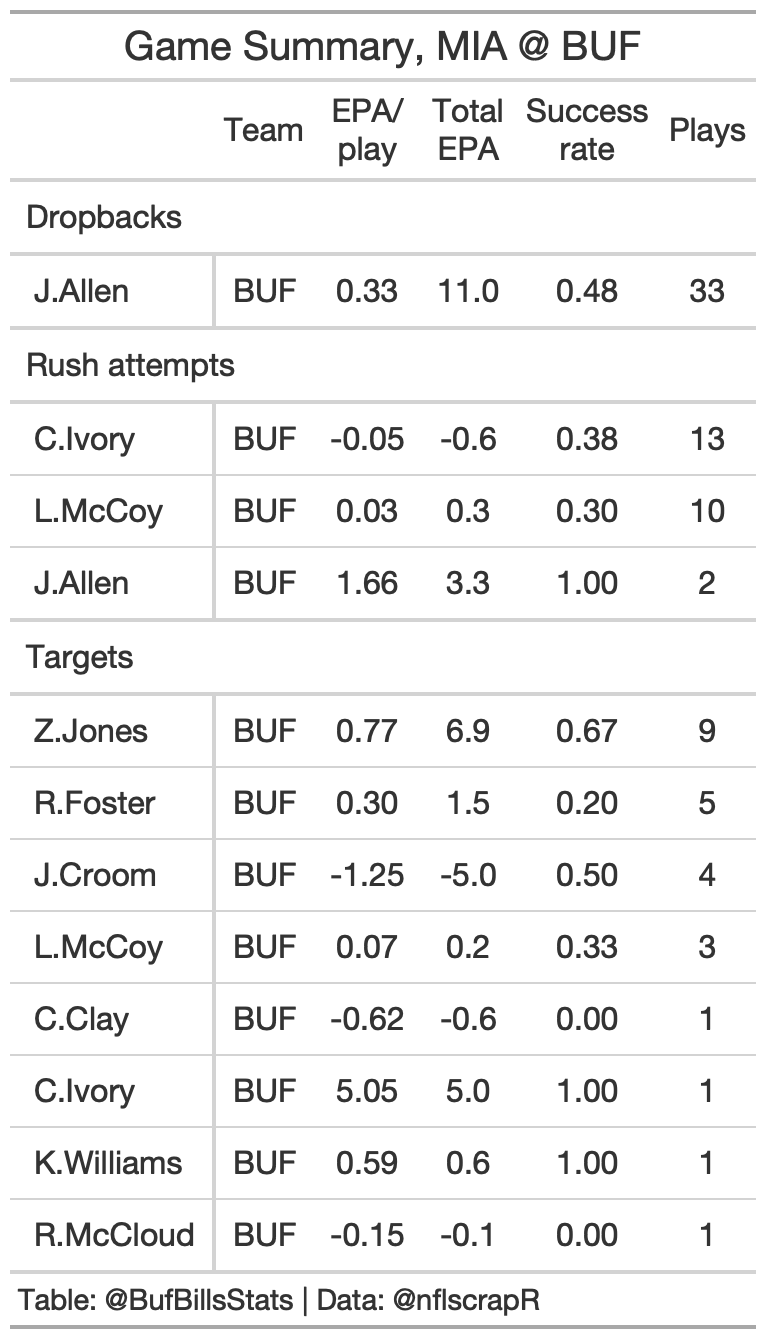 Game Summary, MIA @ BUF
Team EPA/ play Total EPA Success rate Plays
Dropbacks
J.Allen BUF 0.33 11.0 0.48 33
Rush attempts
C.Ivory BUF -0.05 -0.6 0.38 13
L.McCoy BUF 0.03 0.3 0.30 10
J.Allen BUF 1.66 3.3 1.00 2
Targets
Z.Jones BUF 0.77 6.9 0.67 9
R.Foster BUF 0.30 1.5 0.20 5
J.Croom BUF -1.25 -5.0 0.50 4
L.McCoy BUF 0.07 0.2 0.33 3
C.Clay BUF -0.62 -0.6 0.00 1
C.Ivory BUF 5.05 5.0 1.00 1
K.Williams BUF 0.59 0.6 1.00 1
R.McCloud BUF -0.15 -0.1 0.00 1
Table: @BufBillsStats | Data: @nflscrapR